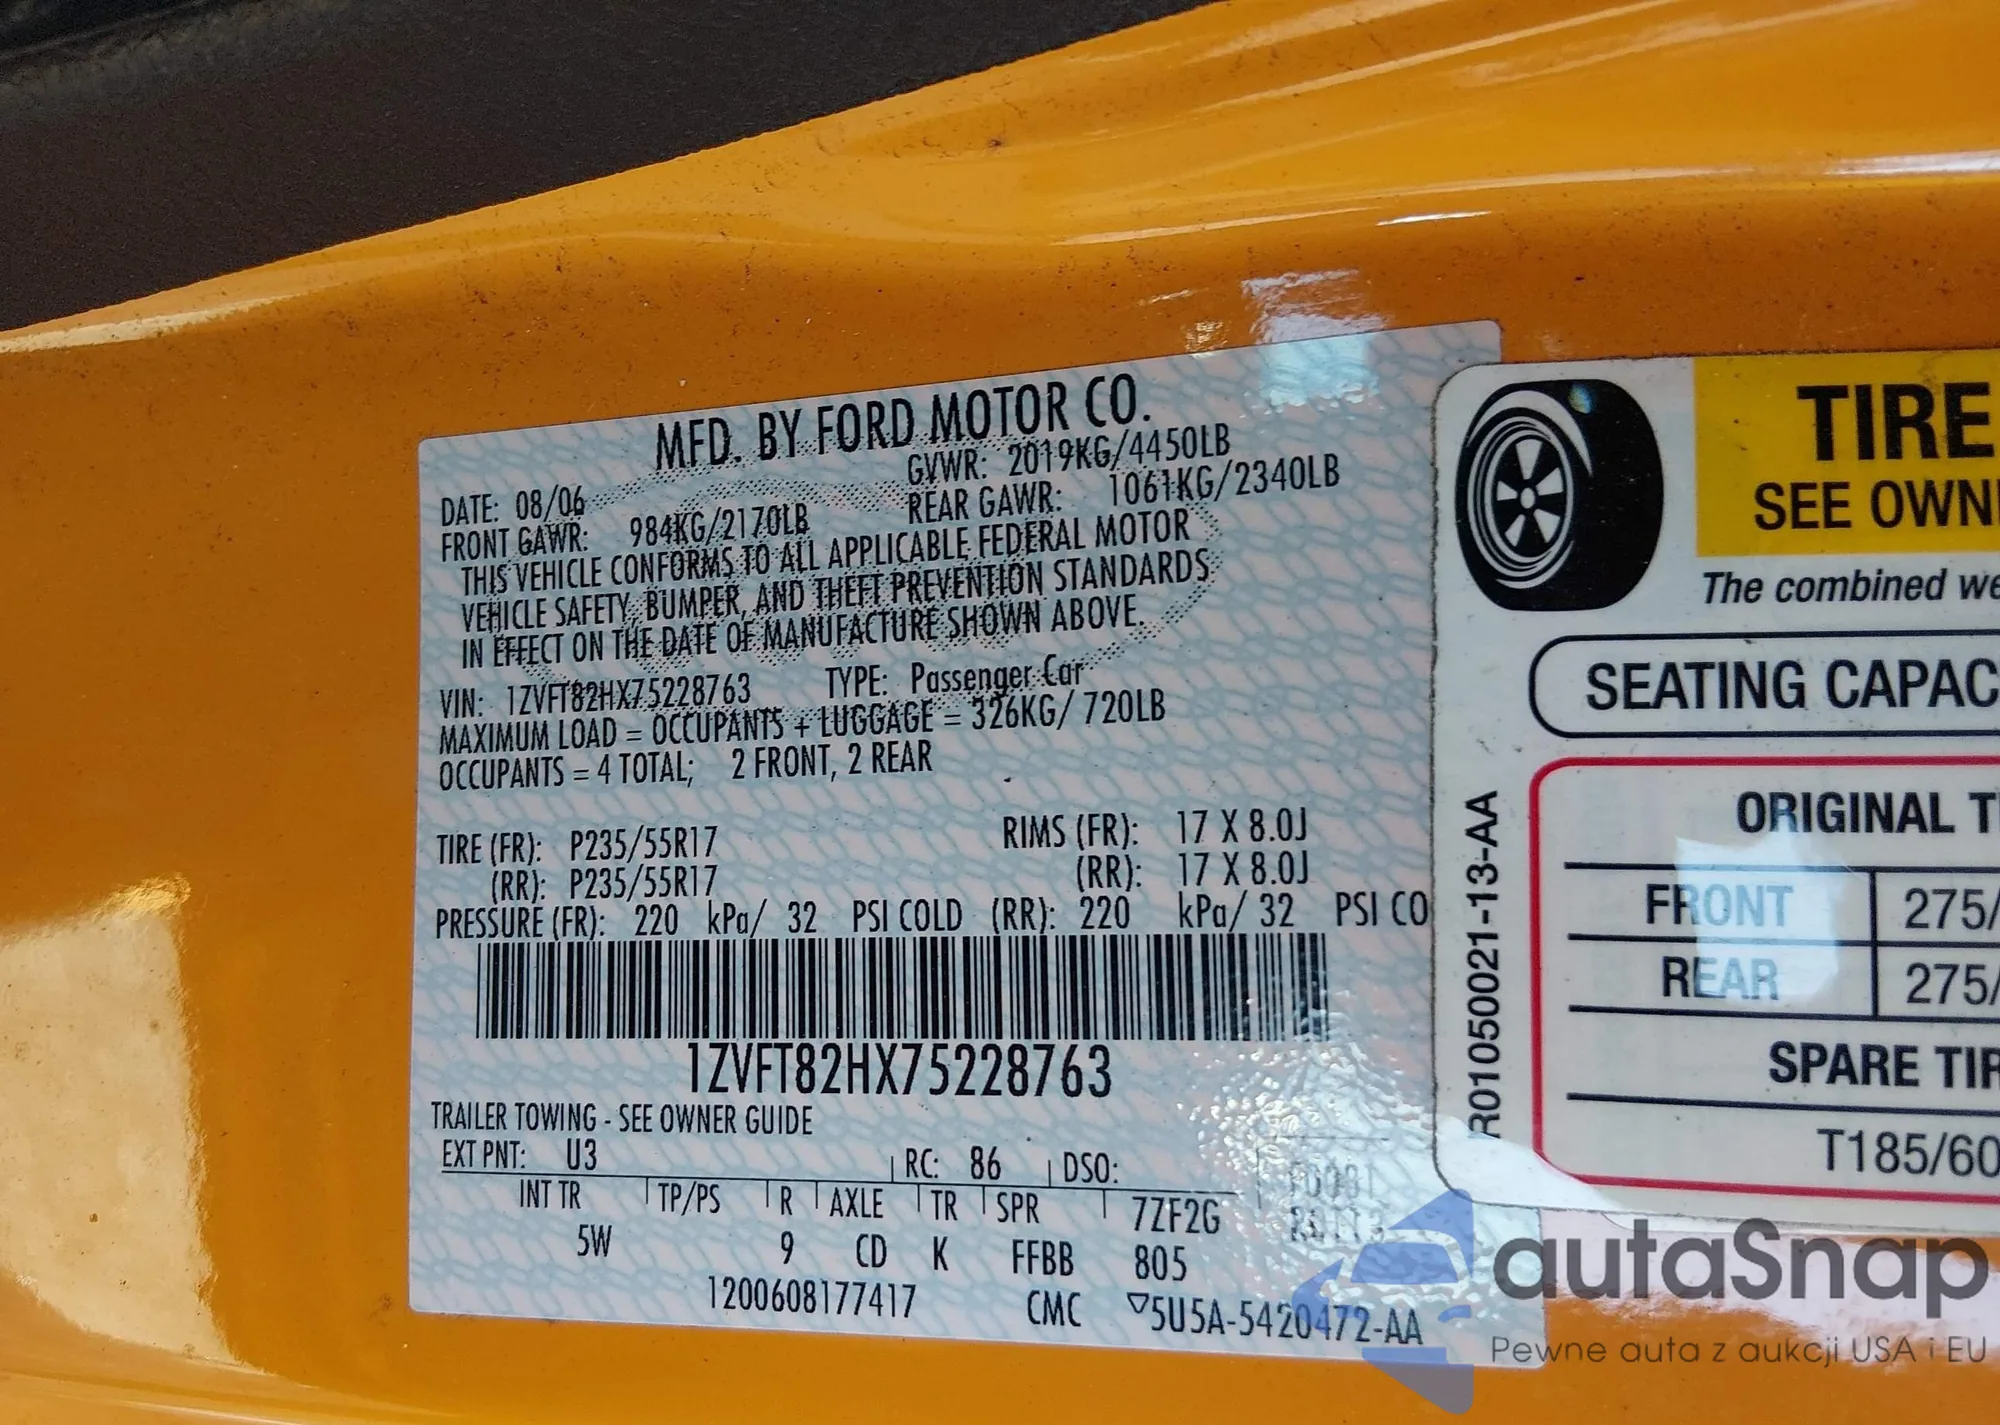 MFD. BY FORD MOTOR CO.
DATE: 08/06 GVWR: 2019KG/4450LB
FRONT GAWR: 984KG/2170LB REAR GAWR: 1061KG/2340LB
THIS VEHICLE CONFORMS TO ALL APPLICABLE FEDERAL MOTOR
VEHICLE SAFETY, BUMPER, AND THEFT PREVENTION STANDARDS
IN EFFECT ON THE DATE OF MANUFACTURE SHOWN ABOVE.
VIN: 1ZVFT82HX75228763 TYPE: Passenger Car
MAXIMUM LOAD = OCCUPANTS + LUGGAGE = 326KG/ 720LB
OCCUPANTS = 4 TOTAL; 2 FRONT, 2 REAR
TIRE (FR): P235/55R17 RIMS (FR): 17 X 8.0J
(RR): P235/55R17 (RR): 17 X 8.0J
PRESSURE (FR): 220 kPa/ 32 PSI COLD (RR): 220 kPa/ 32 PSI CO
1ZVFT82HX75228763
TRAILER TOWING - SEE OWNER GUIDE
EXT PNT: U3 RC: 86 DSO:
INT TR TP/PS R AXLE TR SPR 7ZF2G
5W 9 CD K FFBB 805
1200608177417 CMC ▽5U5A-5420472-AA
TIRE
SEE OWN
The combined we
SEATING CAPAC
R01050021-13-AA
ORIGINAL T
FRONT 275/
REAR 275/
SPARE TIR
T185/60
autaSnap
Pewne auta z aukcji USA i EU